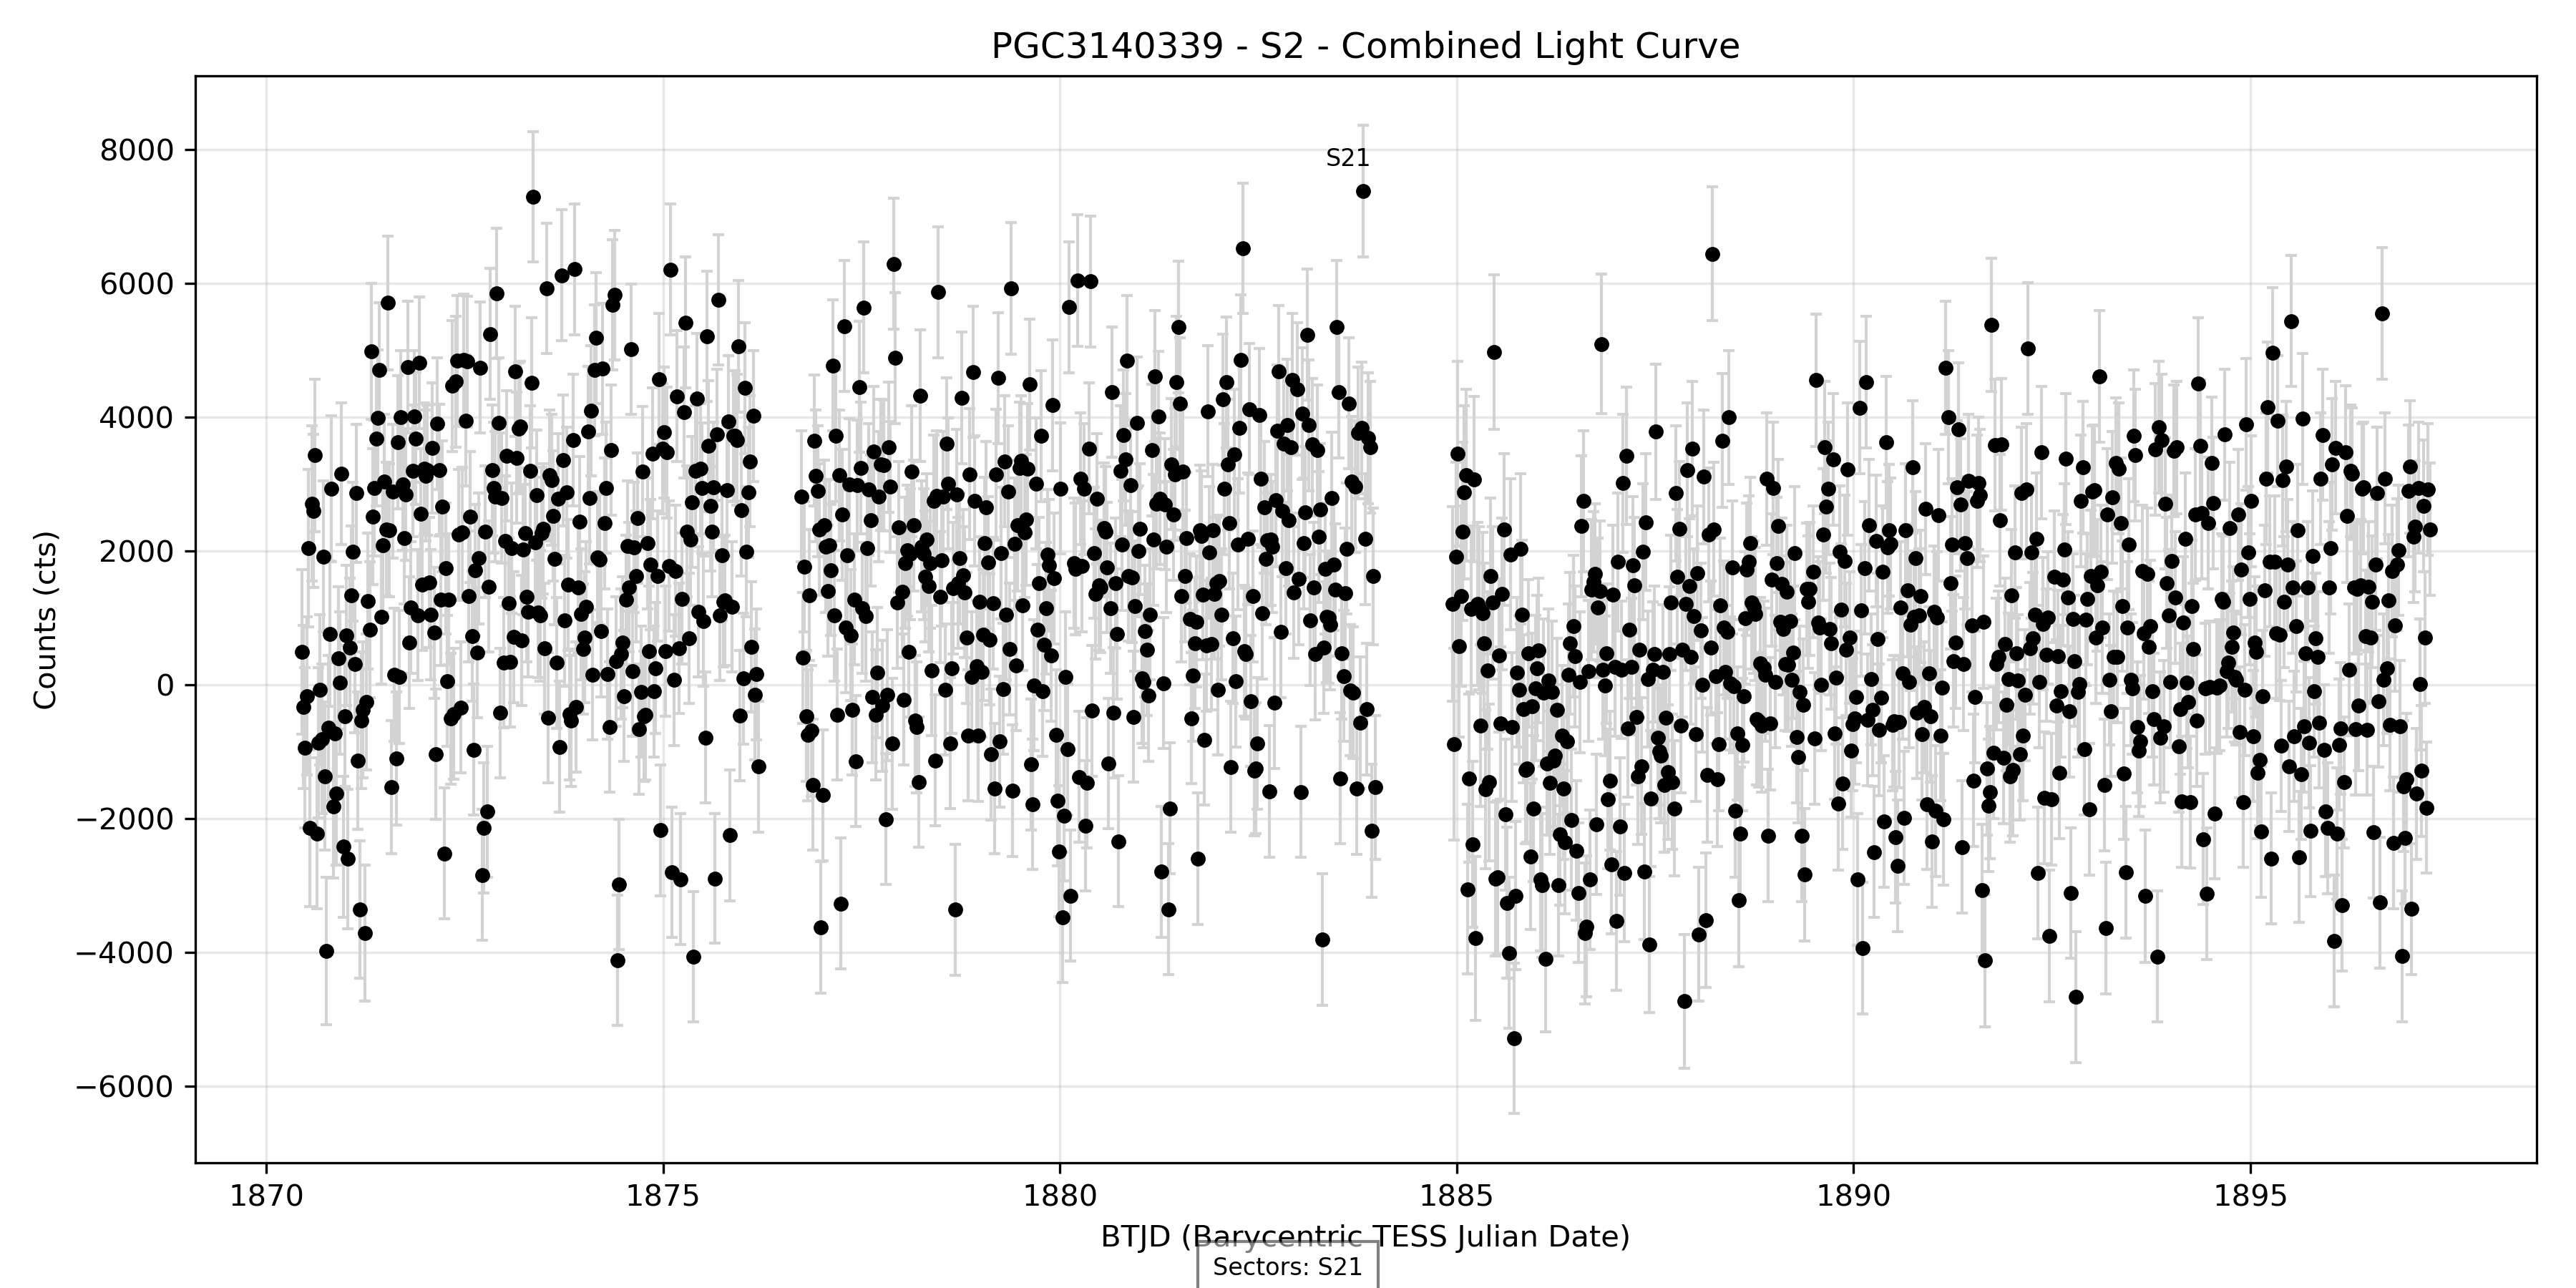 PGC3140339 - S2 - Combined Light Curve
Counts (cts)
8000
6000
4000
2000
0
−2000
−4000
−6000
S21
1870
1875
1880
1885
1890
1895
BTJD (Barycentric TESS Julian Date)
Sectors: S21